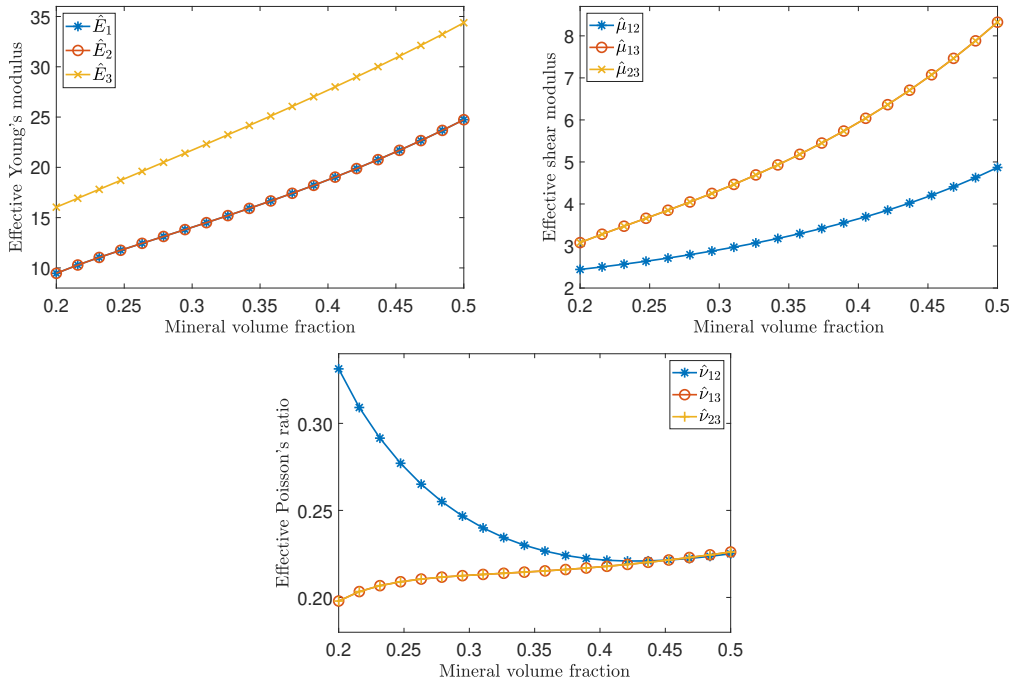 Effective Young's modulus
35
30
25
20
15
10
Ê₁
Ê₂
Ê₃
0.2 0.25 0.3 0.35 0.4 0.45 0.5
Mineral volume fraction
Effective shear modulus
8
7
6
5
4
3
2
μ̂₁₂
μ̂₁₃
μ̂₂₃
0.2 0.25 0.3 0.35 0.4 0.45 0.5
Mineral volume fraction
Effective Poisson's ratio
0.30
0.25
0.20
ν̂₁₂
ν̂₁₃
ν̂₂₃
0.2 0.25 0.3 0.35 0.4 0.45 0.5
Mineral volume fraction